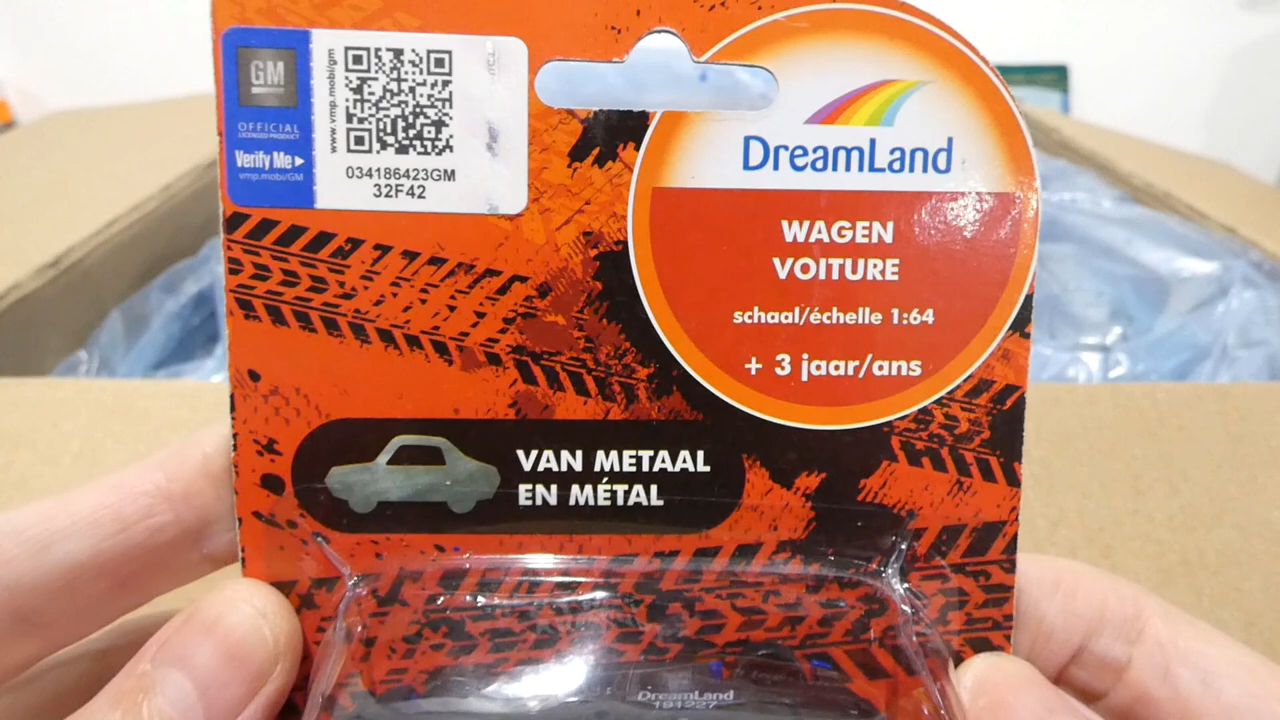 GM
OFFICIAL
LICENSED PRODUCT
Verify Me
vmp.mobi/GM
www.vmp.mobi/gm
034186423GM
32F42
DreamLand
WAGEN
VOITURE
schaal/échelle 1:64
+ 3 jaar/ans
VAN METAAL
EN MÉTAL
DreamLand
191227